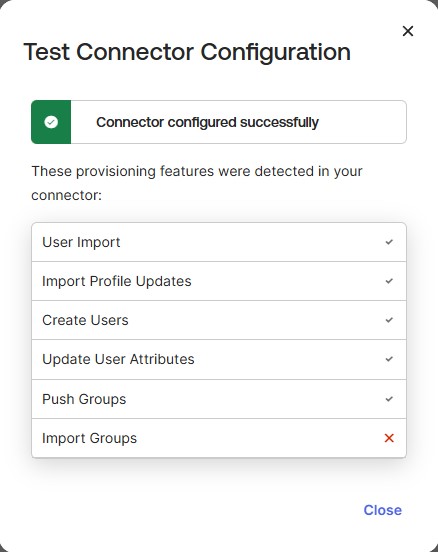 Test Connector Configuration
Connector configured successfully
These provisioning features were detected in your
connector:
User Import
Import Profile Updates
Create Users
Update User Attributes
Push Groups
Import Groups
Close